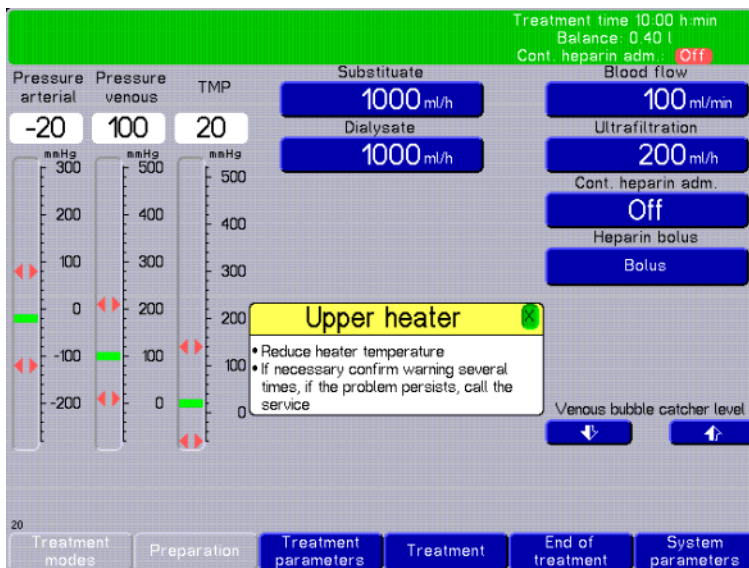 Treatment time 10:00 h:min
Balance: 0.40 l
Cont. heparin adm.: Off
Pressure arterial
Pressure venous
TMP
-20
100
20
mmHg
mmHg
300
200
100
0
-100
-200
500
400
300
200
100
0
500
400
300
200
100
0
Substituate
1000 ml/h
Dialysate
1000 ml/h
Blood flow
100 ml/min
Ultrafiltration
200 ml/h
Cont. heparin adm.
Off
Heparin bolus
Bolus
Upper heater X
• Reduce heater temperature
• If necessary confirm warning several
times, if the problem persists, call the
service
Venous bubble catcher level
20
Treatment modes
Preparation
Treatment parameters
Treatment
End of treatment
System parameters